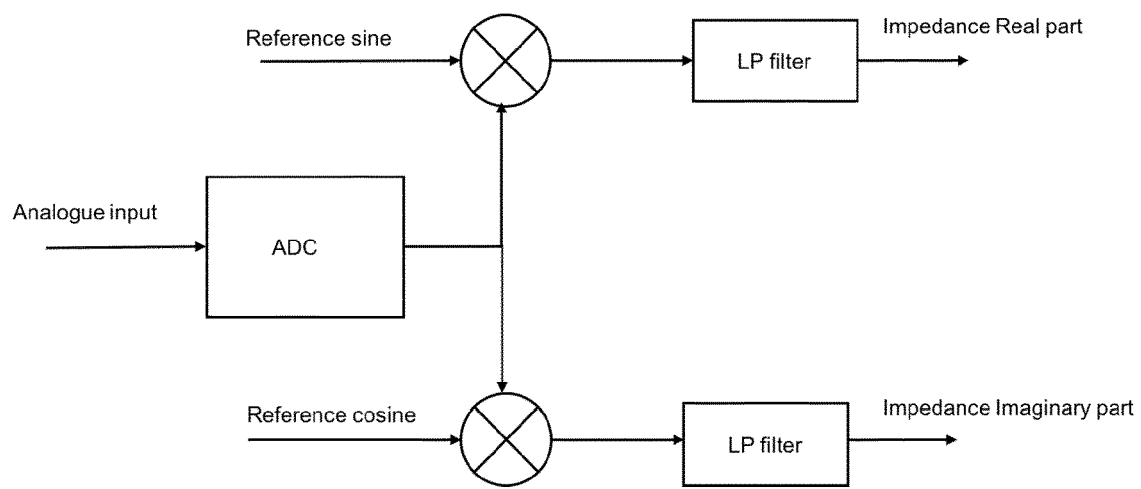 Reference sine
LP filter
Impedance Real part
Analogue input
ADC
Reference cosine
LP filter
Impedance Imaginary part